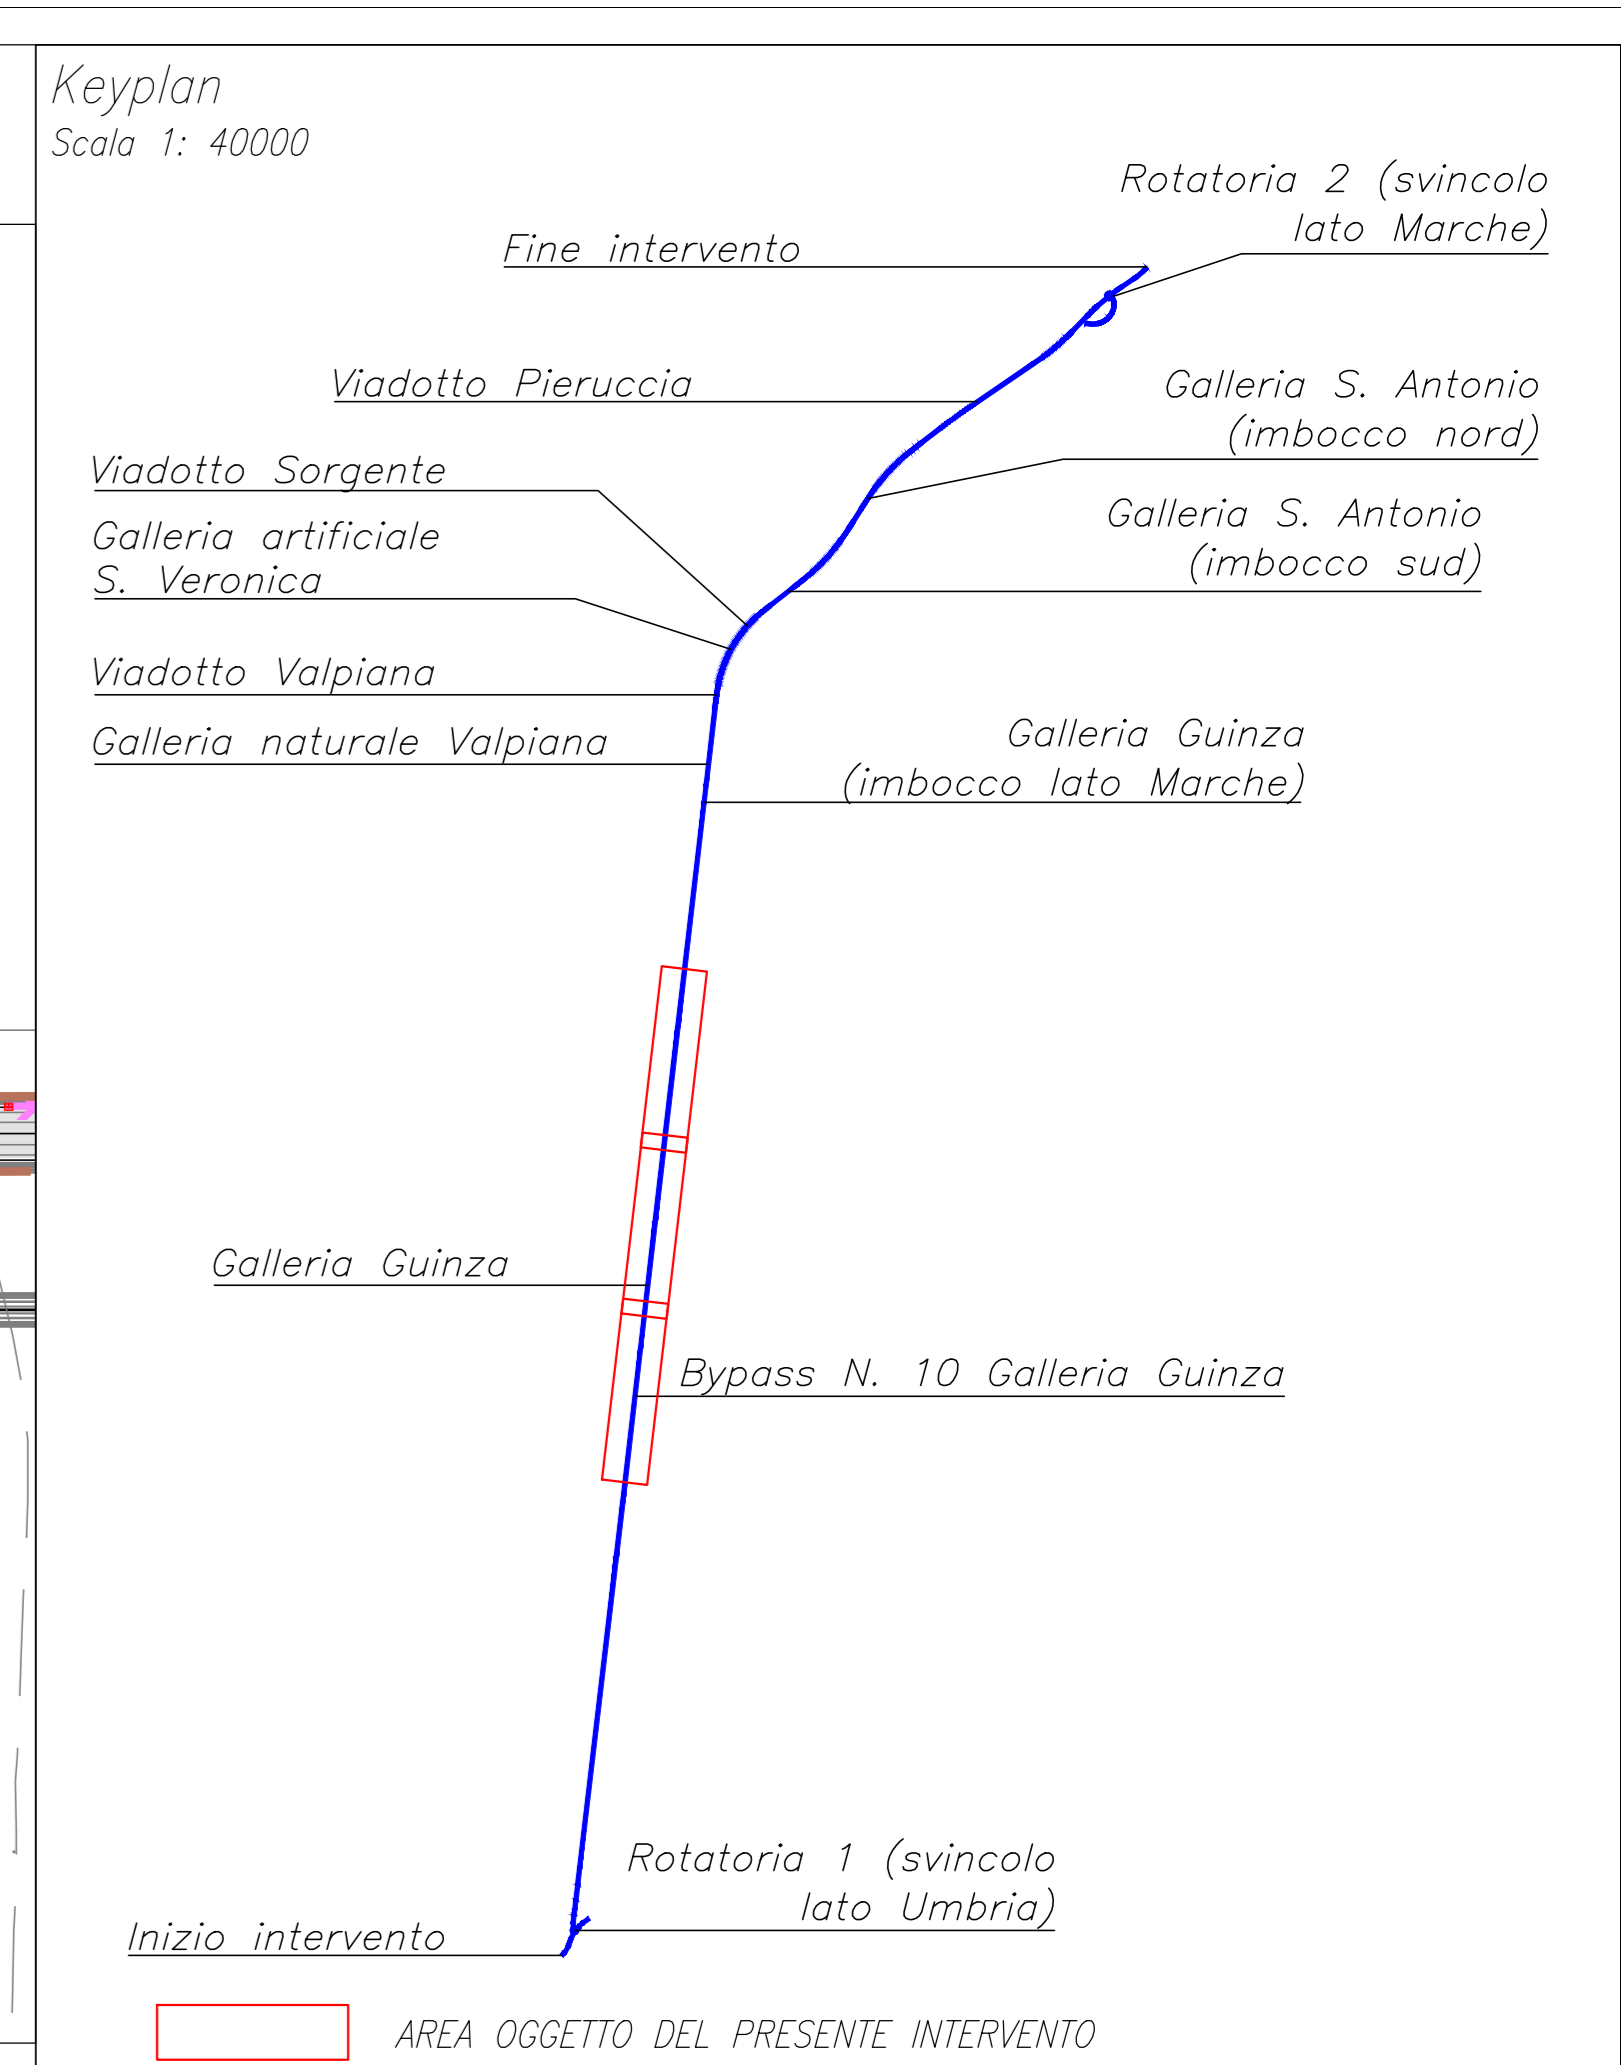 Keyplan
Scala 1: 40000
Rotatoria 2 (svincolo
lato Marche)
Fine intervento
Viadotto Pieruccia
Galleria S. Antonio
(imbocco nord)
Viadotto Sorgente
Galleria S. Antonio
(imbocco sud)
Galleria artificiale
S. Veronica
Viadotto Valpiana
Galleria naturale Valpiana
Galleria Guinza
(imbocco lato Marche)
Galleria Guinza
Bypass N. 10 Galleria Guinza
Rotatoria 1 (svincolo
lato Umbria)
Inizio intervento
AREA OGGETTO DEL PRESENTE INTERVENTO